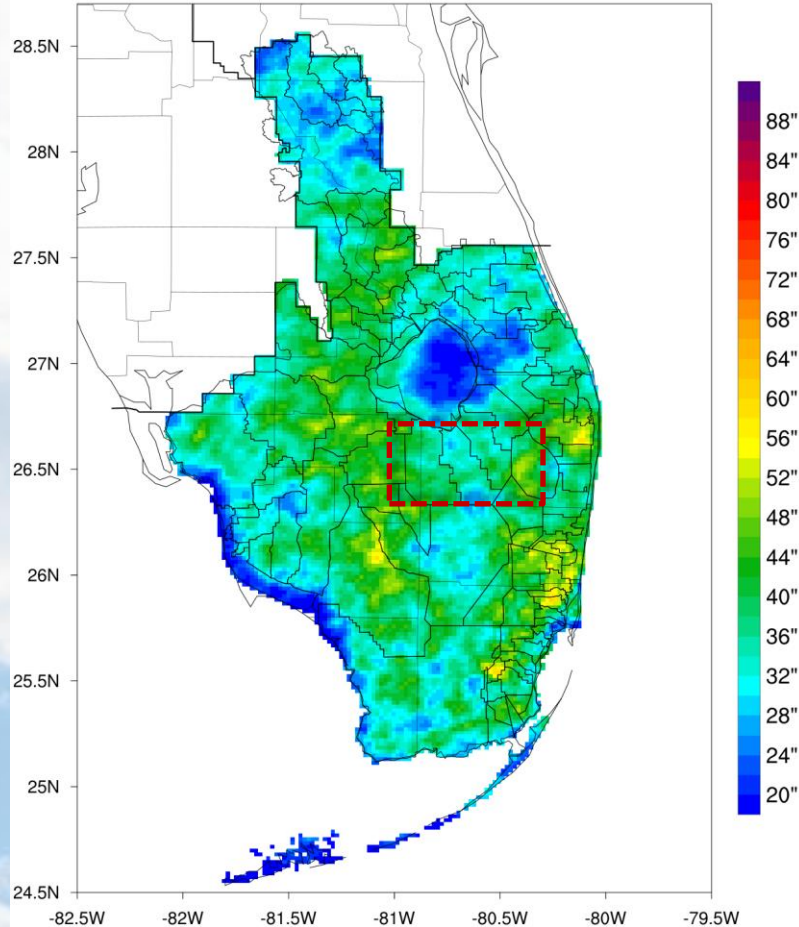 28.5N
28N
27.5N
27N
26.5N
26N
25.5N
25N
24.5N
-82.5W
-82W
-81.5W
-81W
-80.5W
-80W
-79.5W
88"
84"
80"
76"
72"
68"
64"
60"
56"
52"
48"
44"
40"
36"
32"
28"
24"
20"